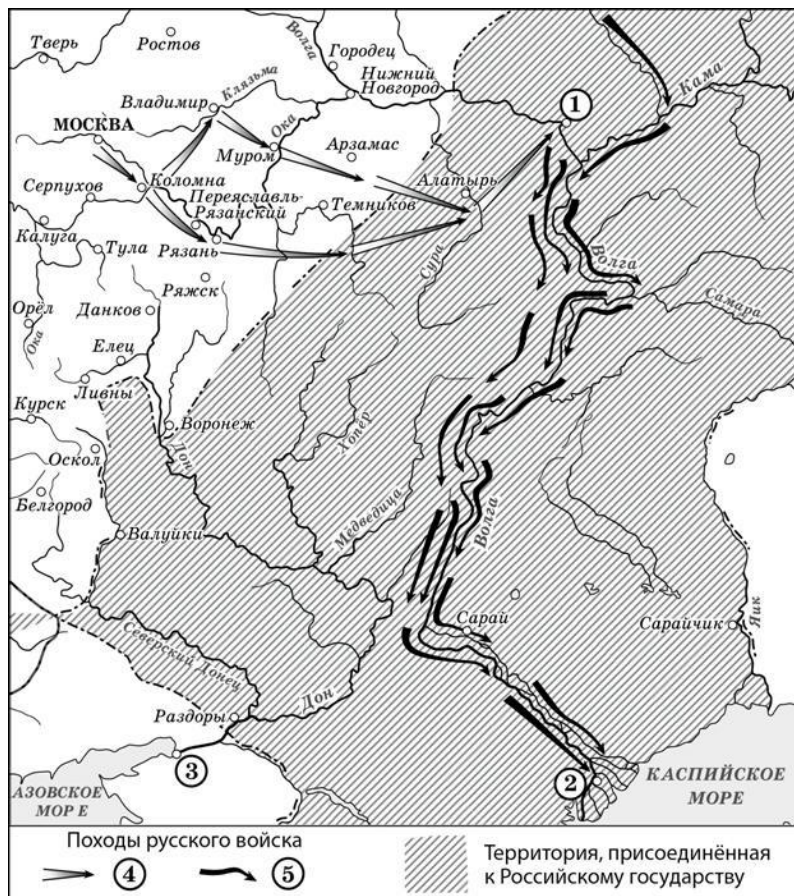 Тверь
Ростов
Волга
Городец
Нижний
Новгород
Кама
Владимир
Клязьма
Ока
МОСКВА
Муром
Арзамас
1
Коломна
Алатырь
Серпухов
Переяславль-
Рязанский
Темников
Калуга
Тула
Рязань
Сура
Волга
Ряжск
Самара
Орёл
Данков
Ока
Елец
Ливны
Курск
Воронеж
Дон
Хопёр
Оскол
Медведица
Белгород
Волга
Валуйки
Сарай
Сарайчик
Яик
Северский Донец
Дон
Раздоры
3
2
АЗОВСКОЕ
МОРЕ
КАСПИЙСКОЕ
МОРЕ
Походы русского войска
4
5
Территория, присоединённая
к Российскому государству